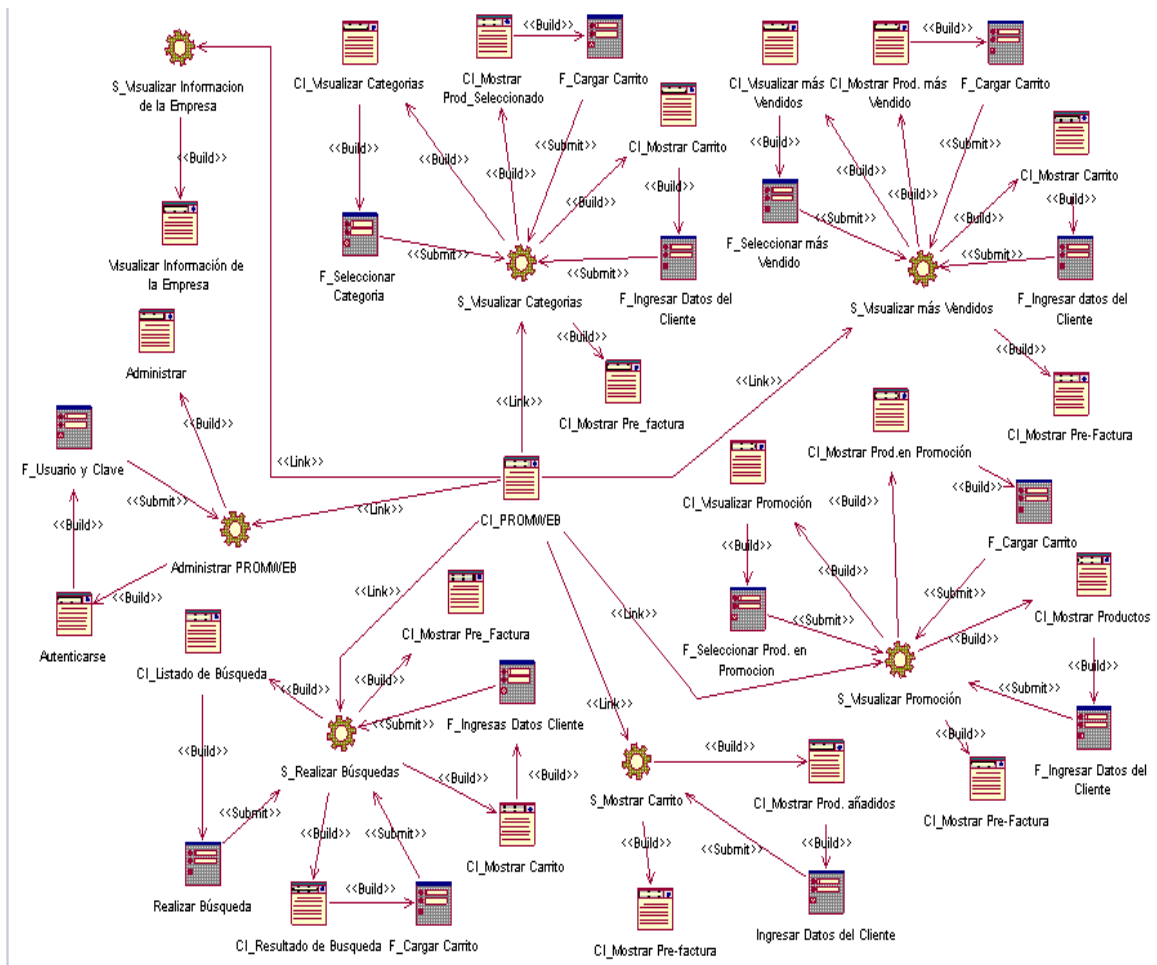 <<Build>>
<<Build>>
S_Visualizar Informacion
de la Empresa
CI_Visualizar Categorias
CI_Mostrar
Prod_Seleccionado
F_Cargar Carrito
CI_Visualizar más
Vendidos
CI_Mostrar Prod. más
Vendido
F_Cargar Carrito
<<Build>>
<<Build>>
<<Build>>
<<Build>>
<<Submit>>
CI_Mostrar Carrito
<<Build>>
<<Build>>
<<Build>>
<<Build>>
<<Build>>
<<Submit>>
CI_Mostrar Carrito
<<Build>>
<<Build>>
Visualizar Información de
la Empresa
F_Seleccionar
Categoria
<<Submit>>
<<Submit>>
S_Visualizar Categorias
F_Ingresar Datos del
Cliente
F_Seleccionar más
Vendido
<<Submit>>
<<Submit>>
S_Visualizar más Vendidos
F_Ingresar datos del
Cliente
Administrar
<<Build>>
<<Link>>
CI_Mostrar Pre_factura
<<Link>>
<<Build>>
CI_Mostrar Pre-Factura
<<Build>>
F_Usuario y Clave
<<Submit>>
<<Link>>
<<Link>>
CI_PROMWEB
CI_Mostrar Prod.en Promoción
<<Build>>
CI_Visualizar Promoción
<<Build>>
F_Cargar Carrito
<<Build>>
Administrar PROMWEB
<<Build>>
Autenticarse
<<Build>>
<<Build>>
<<Submit>>
CI_Mostrar Productos
<<Link>>
CI_Mostrar Pre_Factura
<<Link>>
F_Seleccionar Prod. en
Promocion
<<Submit>>
<<Build>>
CI_Listado de Búsqueda
<<Build>>
<<Build>>
<<Submit>>
F_Ingresas Datos Cliente
<<Link>>
S_Visualizar Promoción
<<Submit>>
<<Build>>
F_Ingresar Datos del
Cliente
<<Build>>
CI_Mostrar Pre-Factura
S_Realizar Búsquedas
<<Build>>
<<Build>>
<<Build>>
CI_Mostrar Carrito
S_Mostrar Carrito
<<Build>>
CI_Mostrar Prod. añadidos
<<Build>>
<<Submit>>
Realizar Búsqueda
<<Build>>
<<Submit>>
<<Build>>
CI_Resultado de Busqueda
F_Cargar Carrito
<<Build>>
CI_Mostrar Pre-factura
<<Submit>>
<<Build>>
Ingresar Datos del Cliente